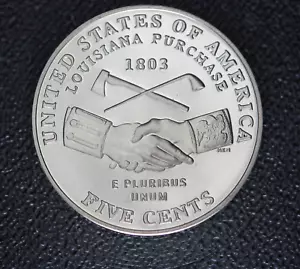 UNITED STATES OF AMERICA
LOUISIANA PURCHASE
1803
E PLURIBUS
UNUM
FIVE CENTS